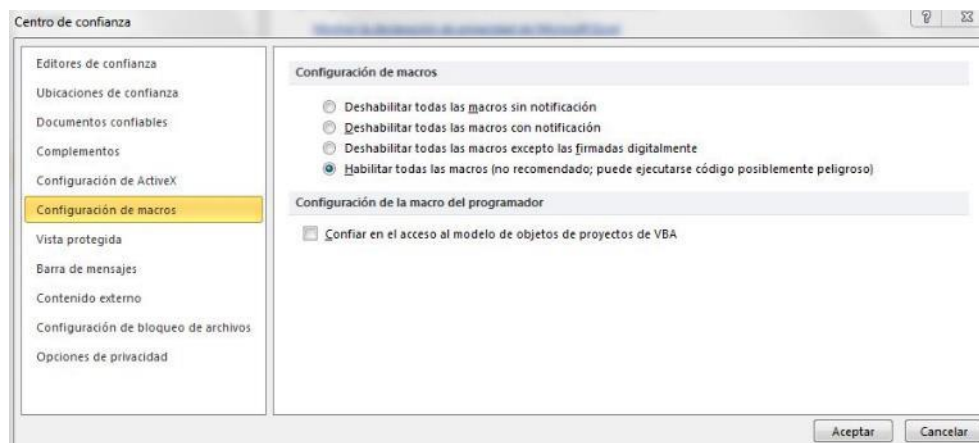 Centro de confianza
Editores de confianza
Ubicaciones de confianza
Documentos confiables
Complementos
Configuración de ActiveX
Configuración de macros
Vista protegida
Barra de mensajes
Contenido externo
Configuración de bloqueo de archivos
Opciones de privacidad
Configuración de macros
Deshabilitar todas las macros sin notificación
Deshabilitar todas las macros con notificación
Deshabilitar todas las macros excepto las firmadas digitalmente
Habilitar todas las macros (no recomendado; puede ejecutarse código posiblemente peligroso)
Configuración de la macro del programador
Confiar en el acceso al modelo de objetos de proyectos de VBA
Aceptar
Cancelar